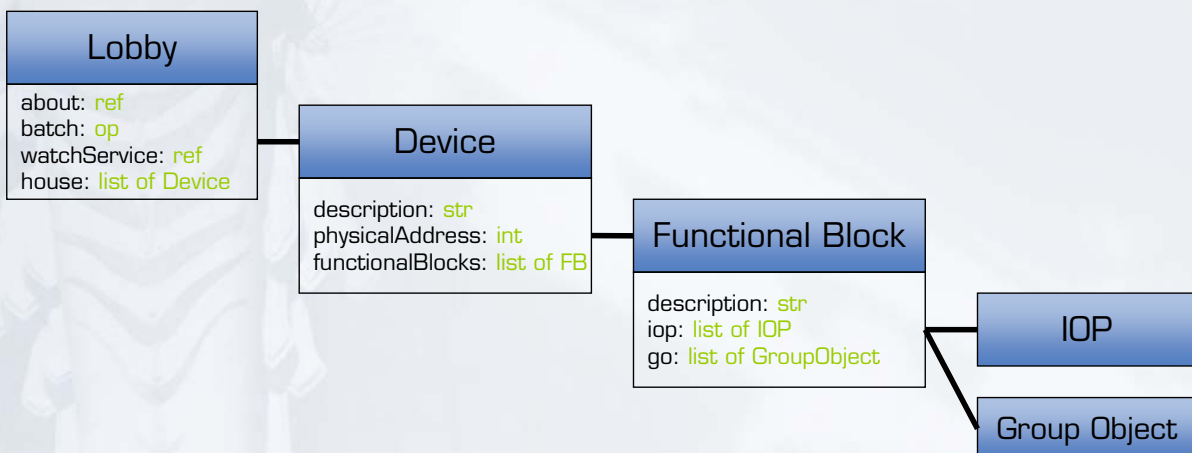 Lobby
about: ref
batch: op
watchService: ref
house: list of Device
Device
description: str
physicalAddress: int
functionalBlocks: list of FB
Functional Block
description: str
iop: list of IOP
go: list of GroupObject
IOP
Group Object